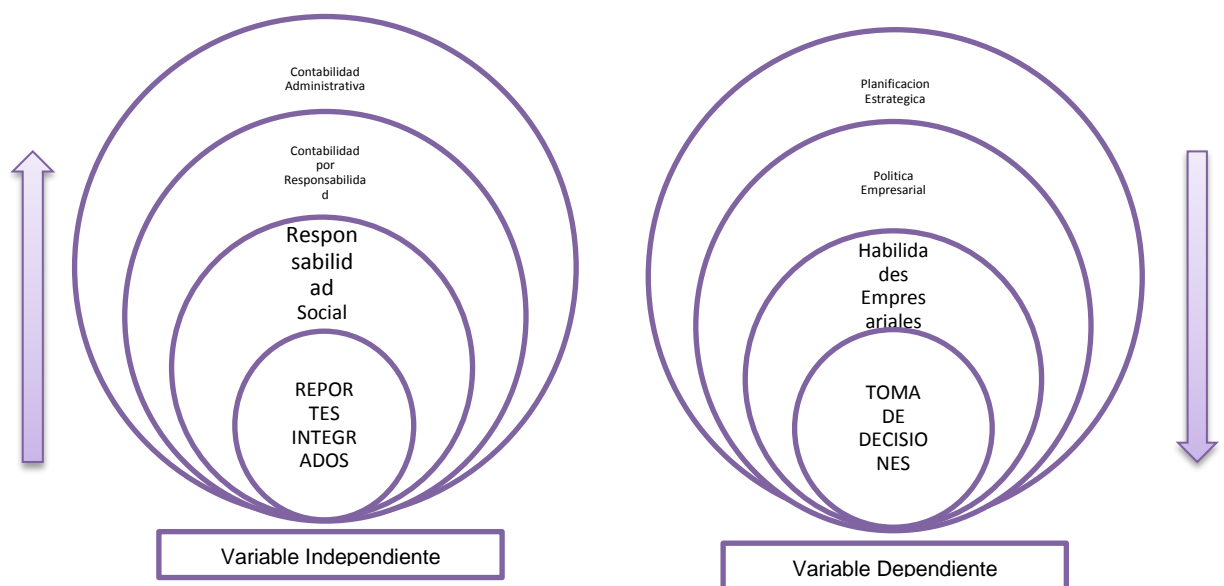 Contabilidad
Administrativa
Contabilidad
por
Responsabilida
d
Respon
sabilid
ad
Social
REPOR
TES
INTEGR
ADOS
Variable Independiente
Planificacion
Estrategica
Politica
Empresarial
Habilida
des
Empres
ariales
TOMA
DE
DECISIO
NES
Variable Dependiente